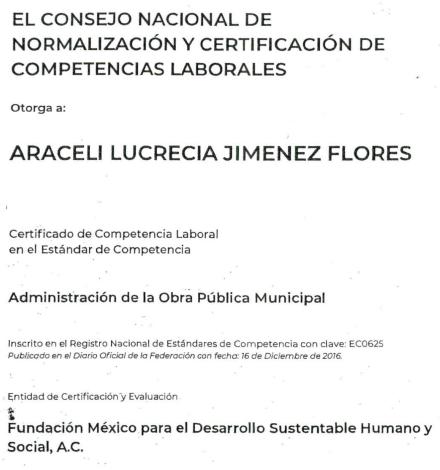 EL CONSEJO NACIONAL DE
NORMALIZACIÓN Y CERTIFICACIÓN DE
COMPETENCIAS LABORALES
Otorga a:
ARACELI LUCRECIA JIMENEZ FLORES
Certificado de Competencia Laboral
en el Estándar de Competencia
Administración de la Obra Pública Municipal
Inscrito en el Registro Nacional de Estándares de Competencia con clave: EC0625
Publicado en el Diario Oficial de la Federación con fecha: 16 de Diciembre de 2016.
Entidad de Certificación y Evaluación
Fundación México para el Desarrollo Sustentable Humano y
Social, A.C.